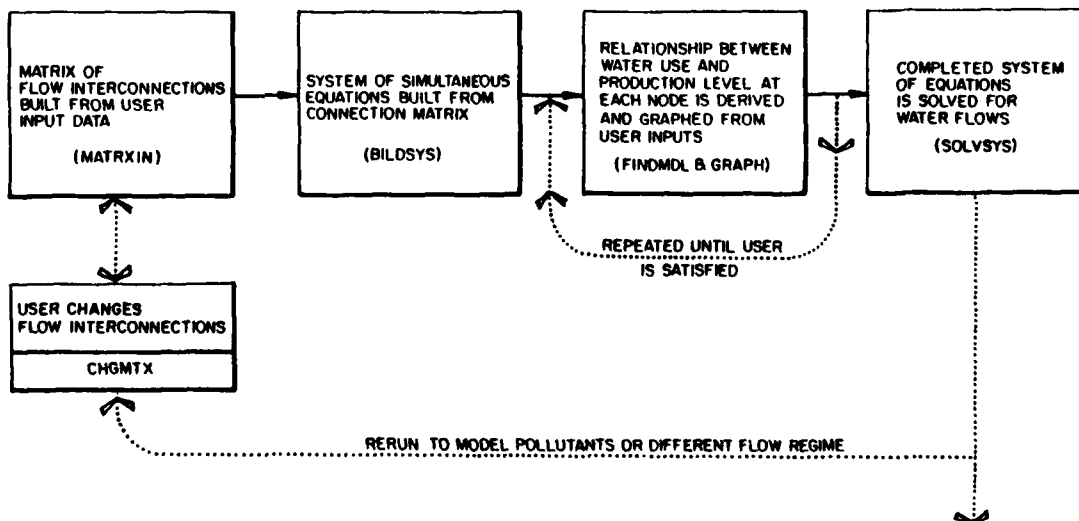 MATRIX OF
FLOW INTERCONNECTIONS
BUILT FROM USER
INPUT DATA
(MATRXIN)
SYSTEM OF SIMULTANEOUS
EQUATIONS BUILT FROM
CONNECTION MATRIX
(BILDSYS)
RELATIONSHIP BETWEEN
WATER USE AND
PRODUCTION LEVEL AT
EACH NODE IS DERIVED
AND GRAPHED FROM
USER INPUTS
(FINDMDL & GRAPH)
COMPLETED SYSTEM
OF EQUATIONS
IS SOLVED FOR
WATER FLOWS
(SOLVSYS)
REPEATED UNTIL USER
IS SATISFIED
USER CHANGES
FLOW INTERCONNECTIONS
CHGMTX
RERUN TO MODEL POLLUTANTS OR DIFFERENT FLOW REGIME